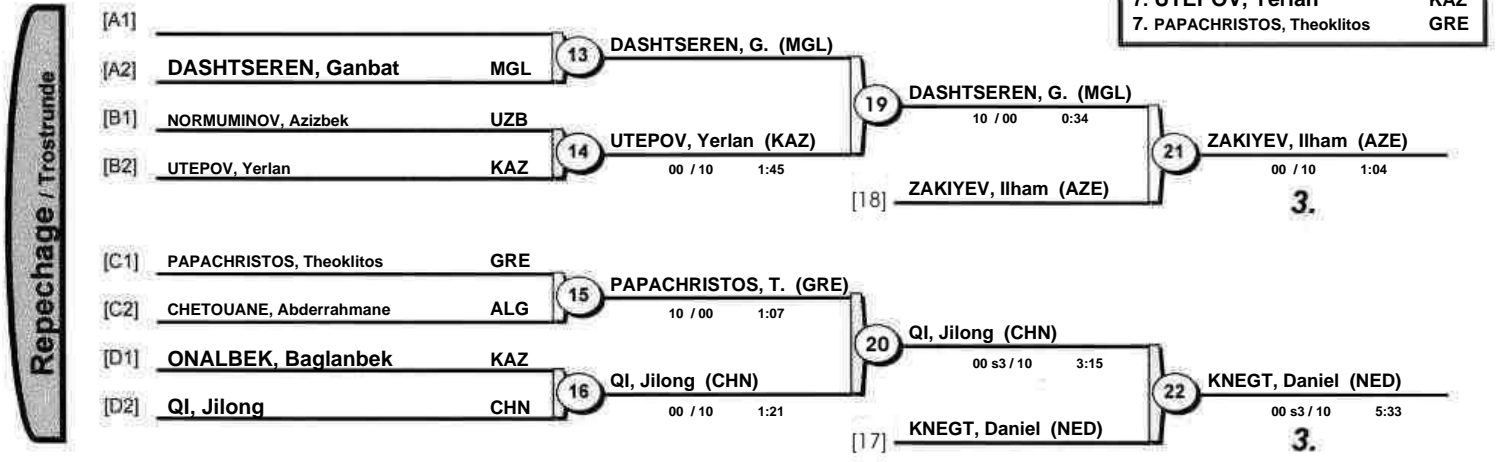 7. UTEPOV, Yerlan KAZ
7. PAPACHRISTOS, Theoklitos GRE
Repechage / Trostrunde
[A1]
[A2] DASHTSEREN, Ganbat MGL
13
DASHTSEREN, G. (MGL)
[B1] NORMUMINOV, Azizbek UZB
[B2] UTEPOV, Yerlan KAZ
14
UTEPOV, Yerlan (KAZ)
00 / 10 1:45
19
DASHTSEREN, G. (MGL)
10 / 00 0:34
[18] ZAKIYEV, Ilham (AZE)
21
ZAKIYEV, Ilham (AZE)
00 / 10 1:04
3.
[C1] PAPACHRISTOS, Theoklitos GRE
[C2] CHETOUANE, Abderrahmane ALG
15
PAPACHRISTOS, T. (GRE)
10 / 00 1:07
[D1] ONALBEK, Baglanbek KAZ
[D2] QI, Jilong CHN
16
QI, Jilong (CHN)
00 / 10 1:21
20
QI, Jilong (CHN)
00 s3 / 10 3:15
[17] KNEGT, Daniel (NED)
22
KNEGT, Daniel (NED)
00 s3 / 10 5:33
3.